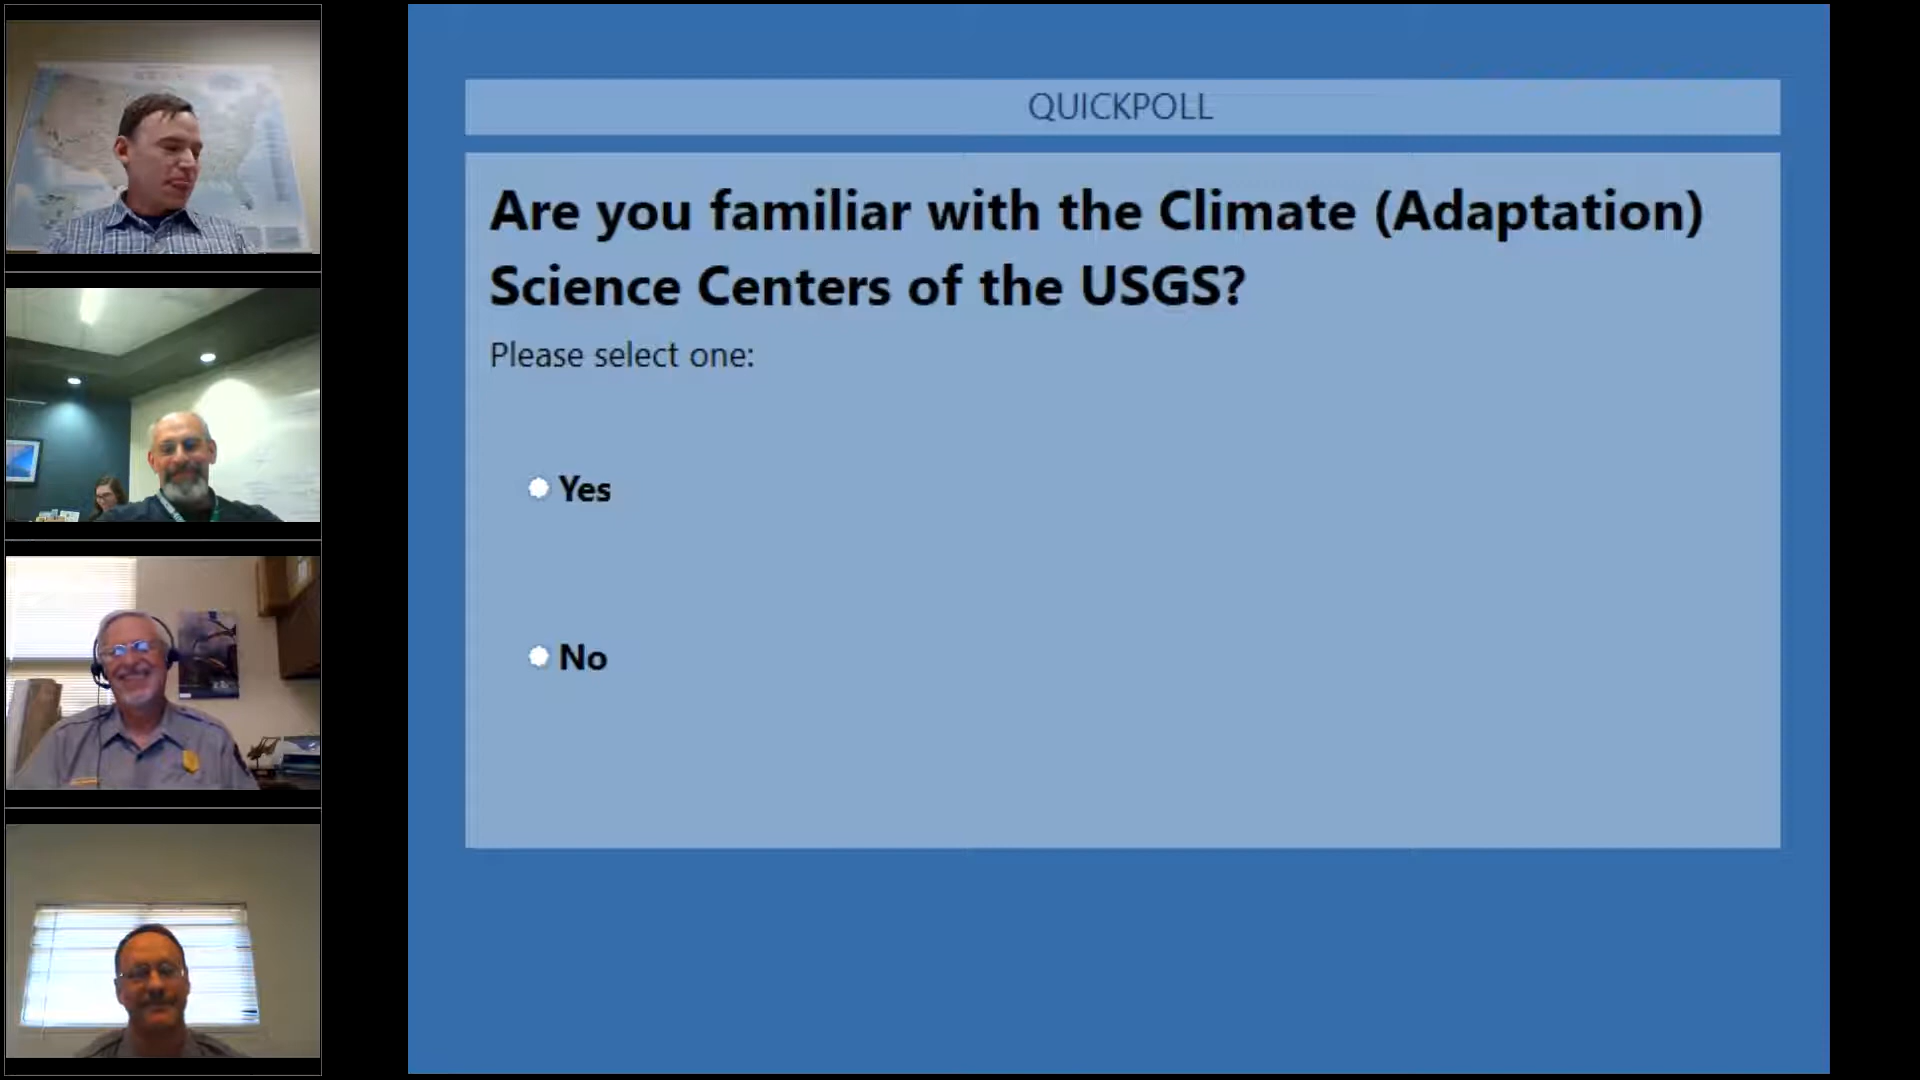 QUICKPOLL
Are you familiar with the Climate (Adaptation)
Science Centers of the USGS?
Please select one:
Yes
No